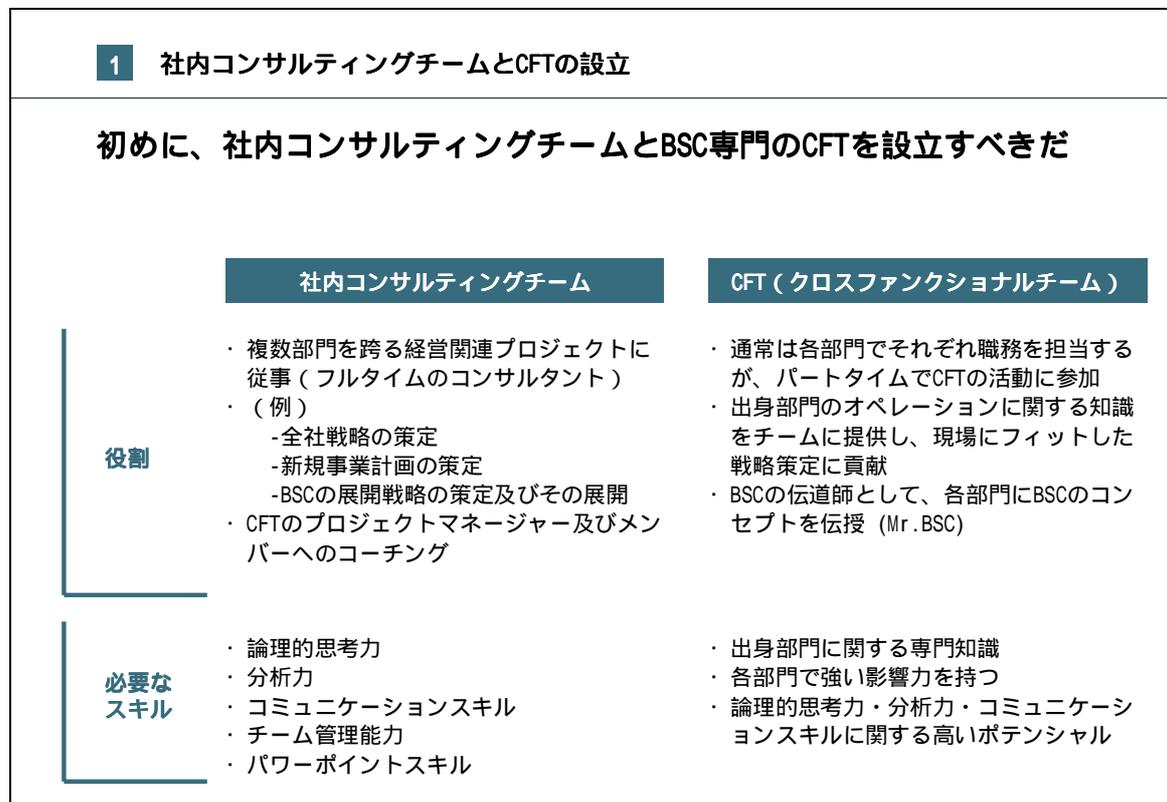 1 社内コンサルティングチームとCFTの設立
初めに、社内コンサルティングチームとBSC専門のCFTを設立すべきだ
社内コンサルティングチーム
CFT(クロスファンクショナルチーム)
役割
・複数部門を跨る経営関連プロジェクトに
従事(フルタイムのコンサルタント)
・(例)
-全社戦略の策定
-新規事業計画の策定
-BSCの展開戦略の策定及びその展開
・CFTのプロジェクトマネージャー及びメン
バーへのコーチング
・通常は各部門でそれぞれ職務を担当する
が、パートタイムでCFTの活動に参加
・出身部門のオペレーションに関する知識
をチームに提供し、現場にフィットした
戦略策定に貢献
・BSCの伝道師として、各部門にBSCのコン
セプトを伝授 (Mr.BSC)
必要な
スキル
・論理的思考力
・分析力
・コミュニケーションスキル
・チーム管理能力
・パワーポイントスキル
・出身部門に関する専門知識
・各部門で強い影響力を持つ
・論理的思考力・分析力・コミュニケーシ
ョンスキルに関する高いポテンシャル